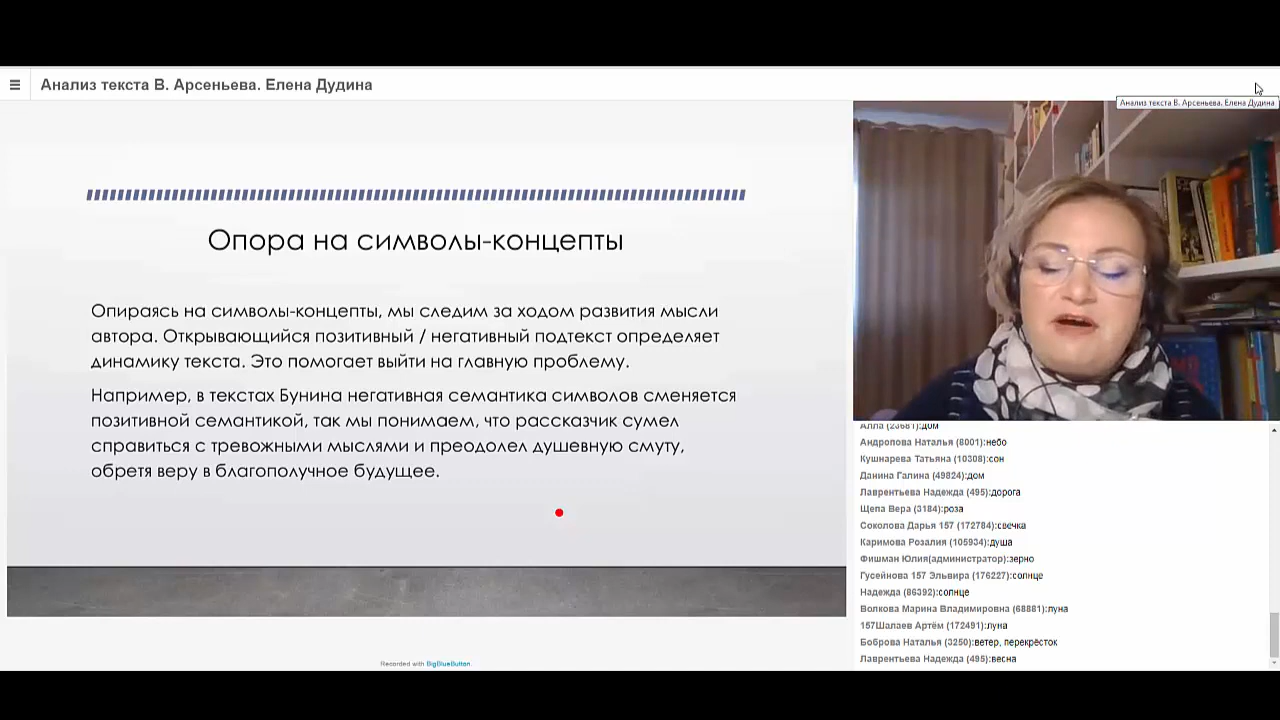 Анализ текста В. Арсеньева. Елена Дудина
Анализ текста В. Арсеньева. Елена Дудина
Опора на символы-концепты
Опираясь на символы-концепты, мы следим за ходом развития мысли
автора. Открывающийся позитивный / негативный подтекст определяет
динамику текста. Это помогает выйти на главную проблему.
Например, в текстах Бунина негативная семантика символов сменяется
позитивной семантикой, так мы понимаем, что рассказчик сумел
справиться с тревожными мыслями и преодолел душевную смуту,
обретя веру в благополучное будущее.
Алла (23681):дом
Андропова Наталья (8001):небо
Кушнарева Татьяна (10308):сон
Данина Галина (49824):дом
Лаврентьева Надежда (495):дорога
Щепа Вера (3184):роза
Соколова Дарья 157 (172784):свечка
Каримова Розалия (105934):душа
Фишман Юлия(администратор):зерно
Гусейнова 157 Эльвира (176227):солнце
Надежда (86392):солнце
Волкова Марина Владимировна (68881):луна
157Шалаев Артём (172491):луна
Боброва Наталья (3250):ветер, перекрёсток
Лаврентьева Надежда (495):весна
Recorded with BigBlueButton.